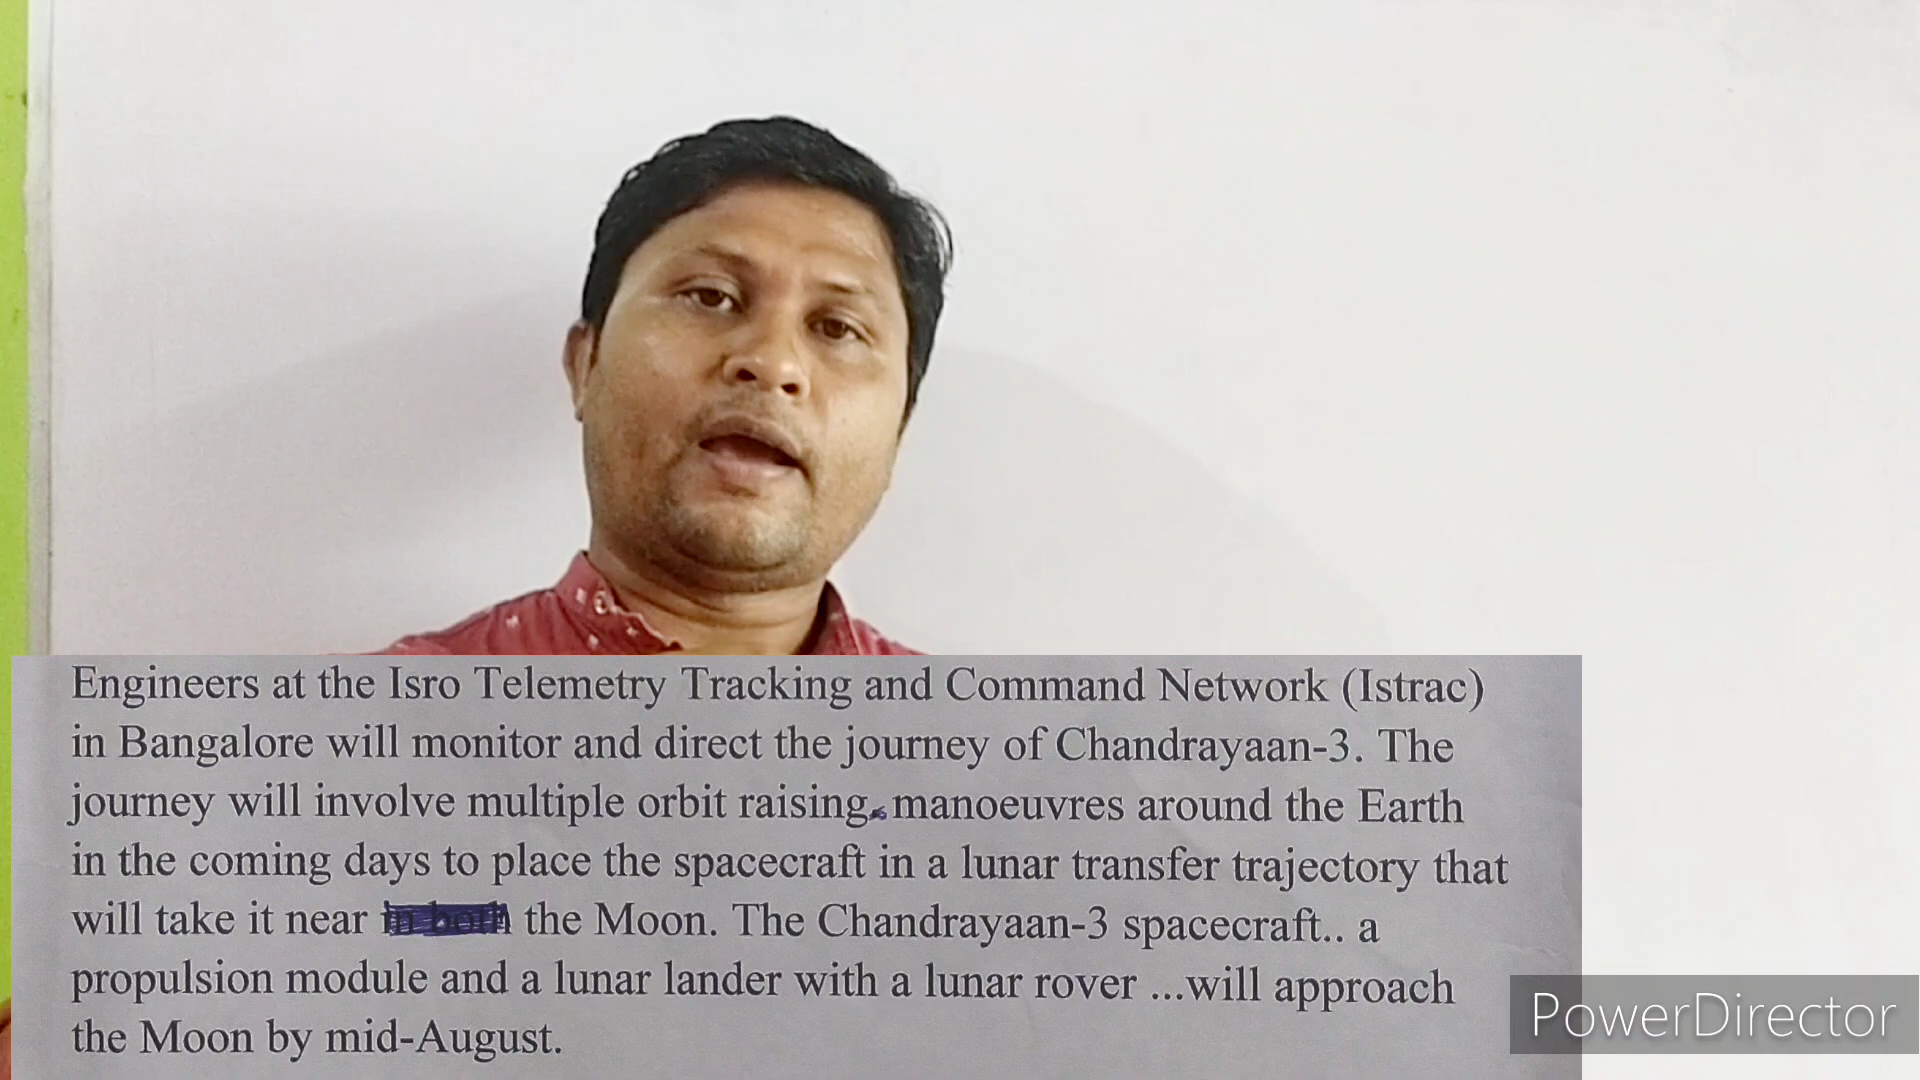 Engineers at the Isro Telemetry Tracking and Command Network (Istrac)
in Bangalore will monitor and direct the journey of Chandrayaan-3. The
journey will involve multiple orbit raising manoeuvres around the Earth
in the coming days to place the spacecraft in a lunar transfer trajectory that
will take it near the Moon. The Chandrayaan-3 spacecraft.. a
propulsion module and a lunar lander with a lunar rover ...will approach
the Moon by mid-August.
PowerDirector